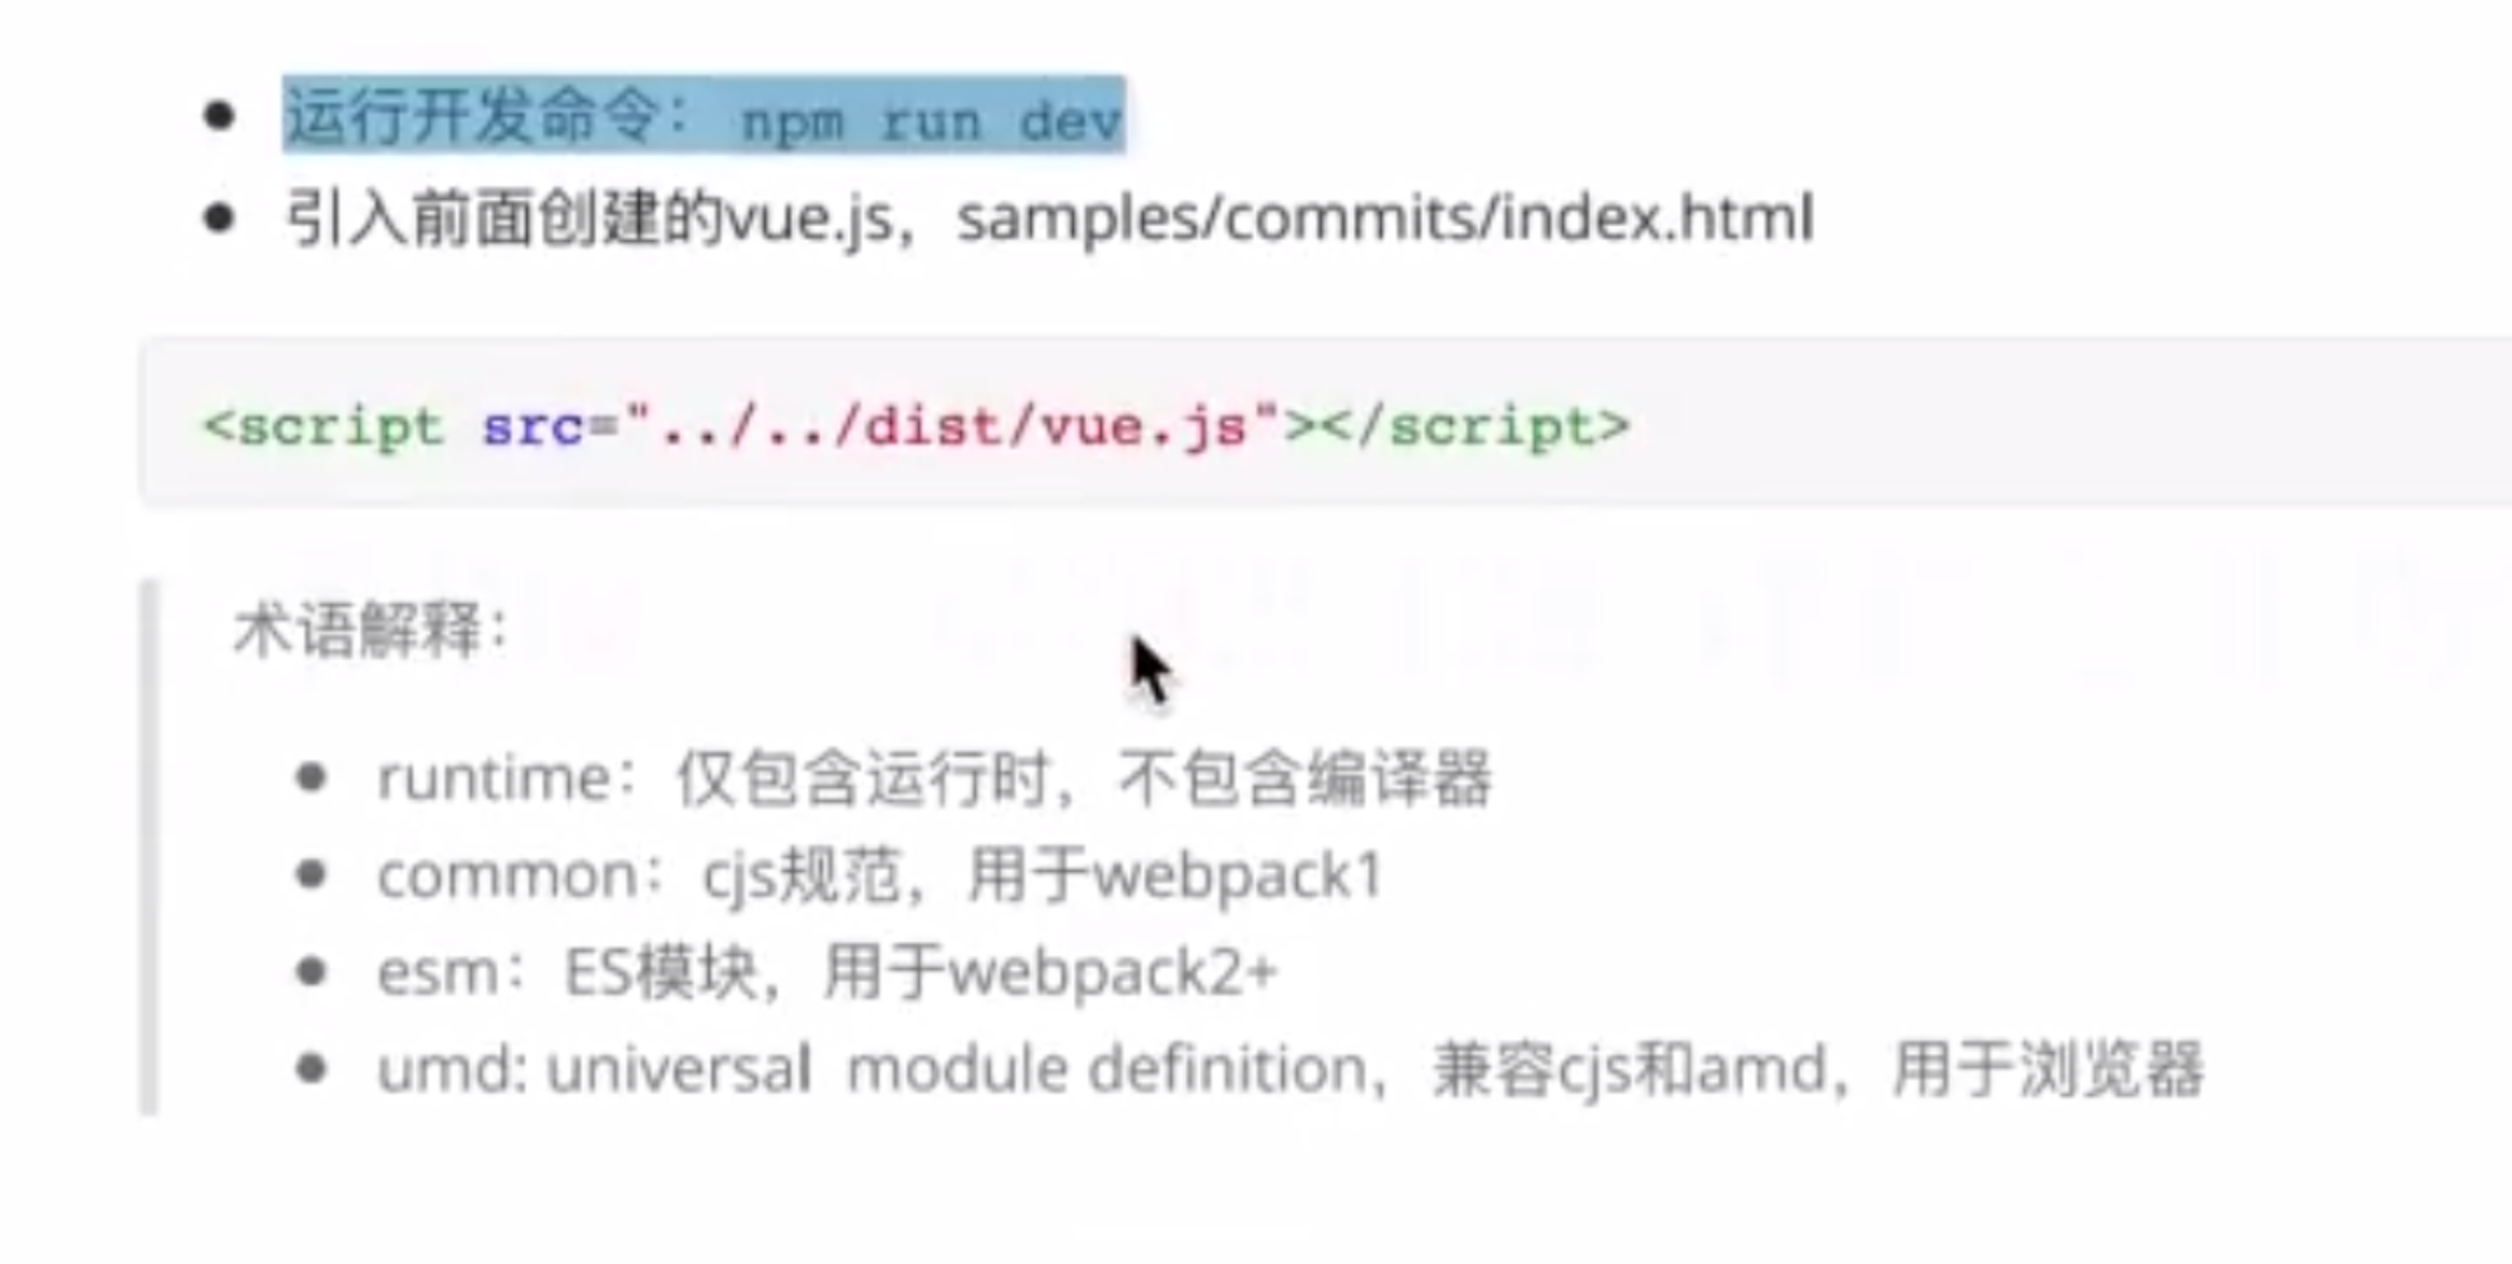 运行开发命令： npm run dev
引入前面创建的vue.js，samples/commits/index.html
<script src="../../dist/vue.js"></script>
术语解释：
runtime：仅包含运行时，不包含编译器
common：cjs规范，用于webpack1
esm：ES模块，用于webpack2+
umd: universal module definition，兼容cjs和amd，用于浏览器